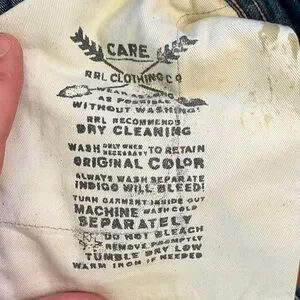 CARE
RRL CLOTHING CO
WEAR AS LONG
AS POSSIBLE
WITHOUT WASHING!
RRL RECOMMENDS
DRY CLEANING
WASH ONLY WHEN NECESSARY TO RETAIN
ORIGINAL COLOR
ALWAYS WASH SEPARATE
INDIGO WILL BLEED!
TURN GARMENT INSIDE OUT
MACHINE WASH COLD
SEPARATELY
DO NOT BLEACH
REMOVE PROMPTLY
TUMBLE DRY LOW
WARM IRON IF NEEDED